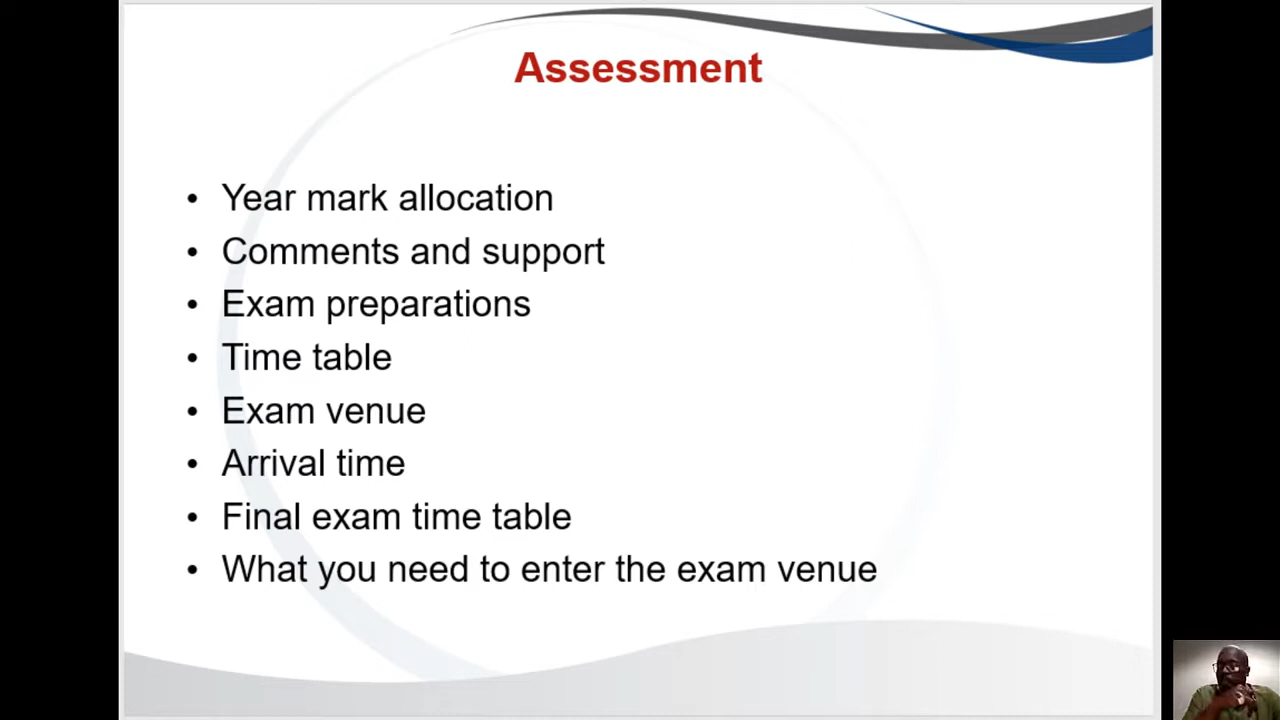 Assessment
• Year mark allocation
• Comments and support
• Exam preparations
• Time table
• Exam venue
• Arrival time
• Final exam time table
• What you need to enter the exam venue